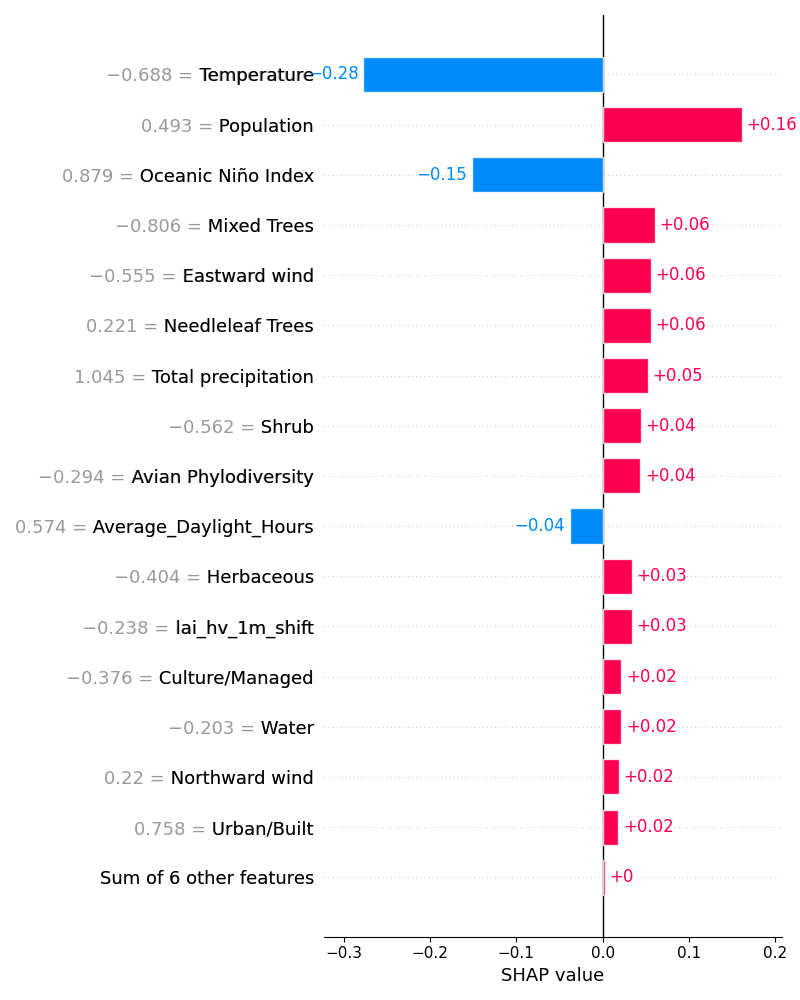 −0.688 = Temperature −0.28
0.493 = Population +0.16
0.879 = Oceanic Niño Index −0.15
−0.806 = Mixed Trees +0.06
−0.555 = Eastward wind +0.06
0.221 = Needleleaf Trees +0.06
1.045 = Total precipitation +0.05
−0.562 = Shrub +0.04
−0.294 = Avian Phylodiversity +0.04
0.574 = Average_Daylight_Hours −0.04
−0.404 = Herbaceous +0.03
−0.238 = lai_hv_1m_shift +0.03
−0.376 = Culture/Managed +0.02
−0.203 = Water +0.02
0.22 = Northward wind +0.02
0.758 = Urban/Built +0.02
Sum of 6 other features +0
−0.3 −0.2 −0.1 0.0 0.1 0.2
SHAP value